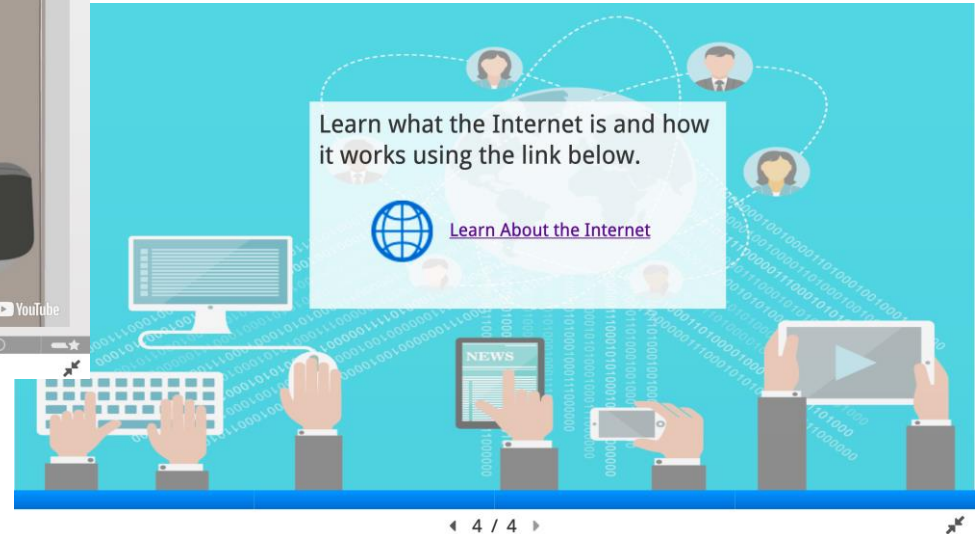 Learn what the Internet is and how
it works using the link below.
Learn About the Internet
YouTube
NEWS
4 / 4